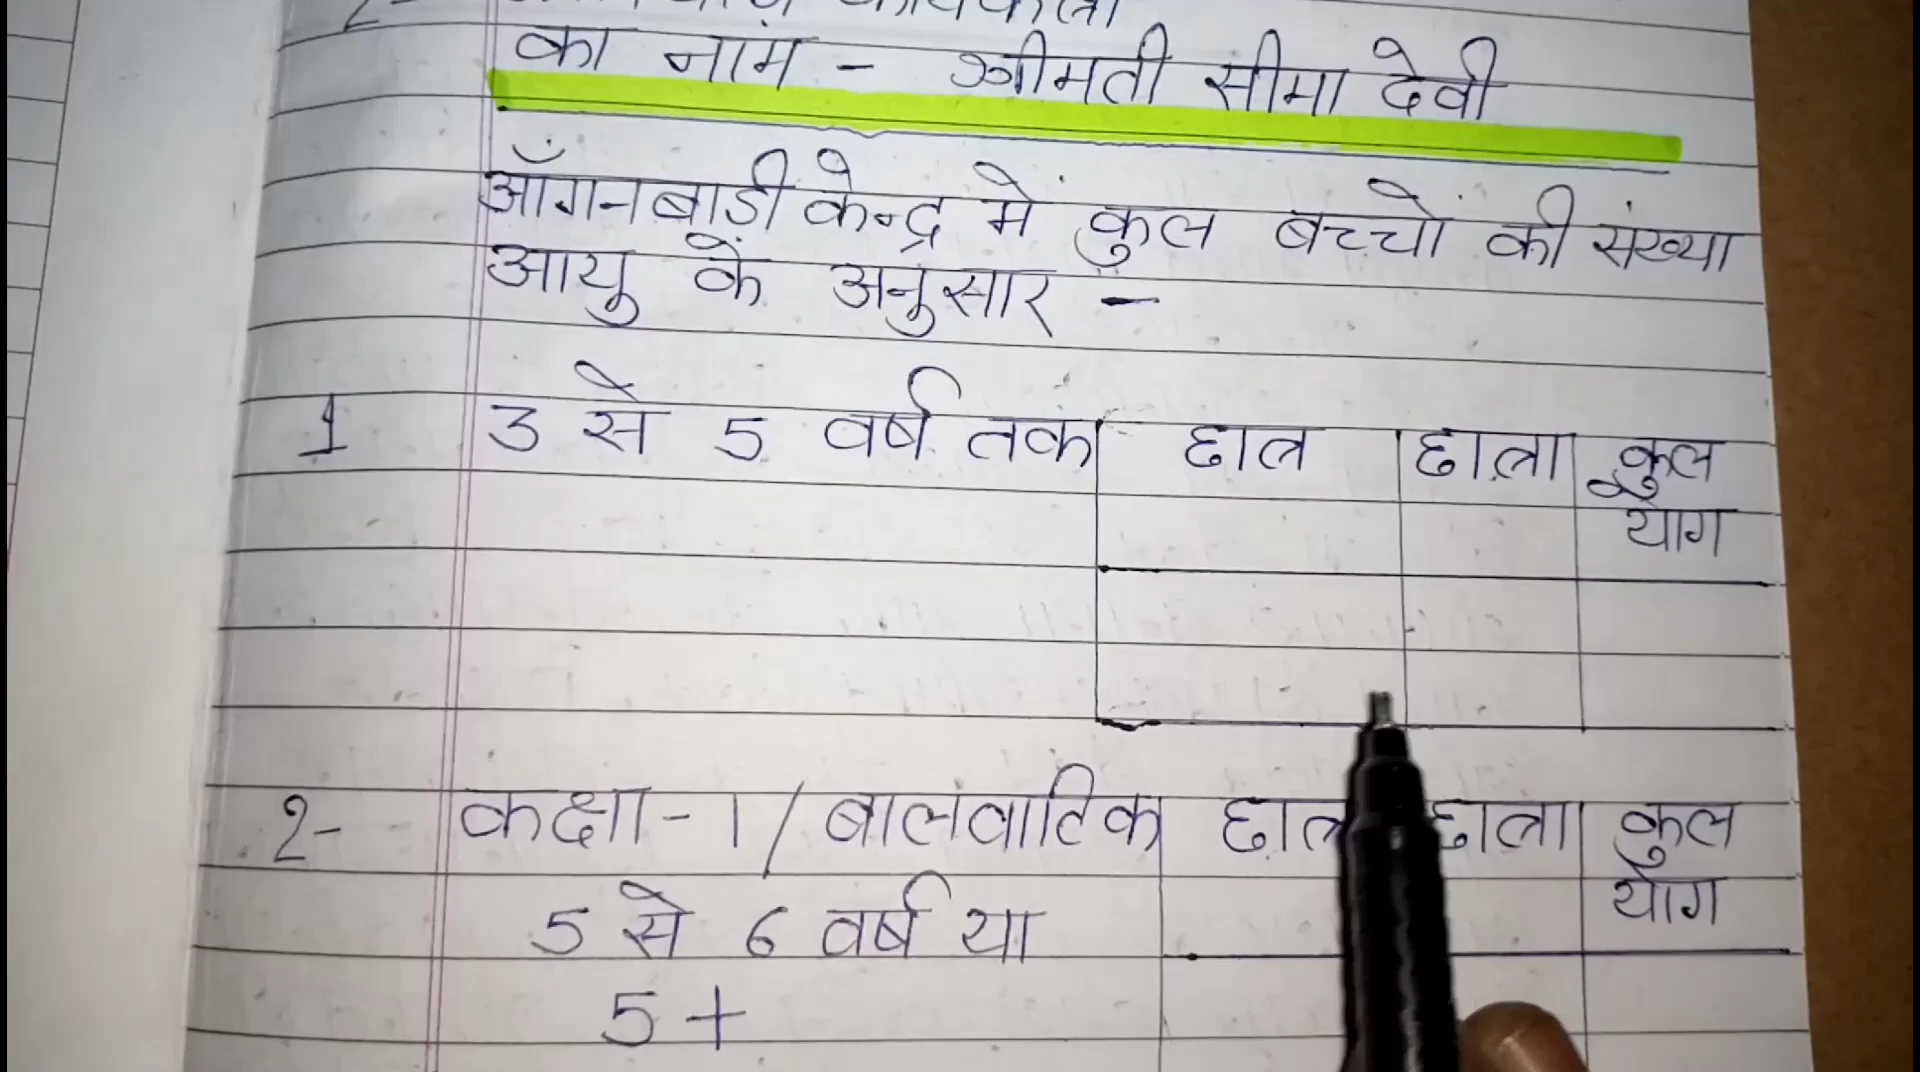 का नाम - श्रीमती सीमा देवी
आँगनबाडी केन्द्र में कुल बच्चों की संख्या
आयु के अनुसार -
1 3 से 5 वर्ष तक छात्र छात्रा कुल
योग
2- कक्षा-1/बालवाटिक छात्र छात्रा कुल
योग
5 से 6 वर्ष या
5+